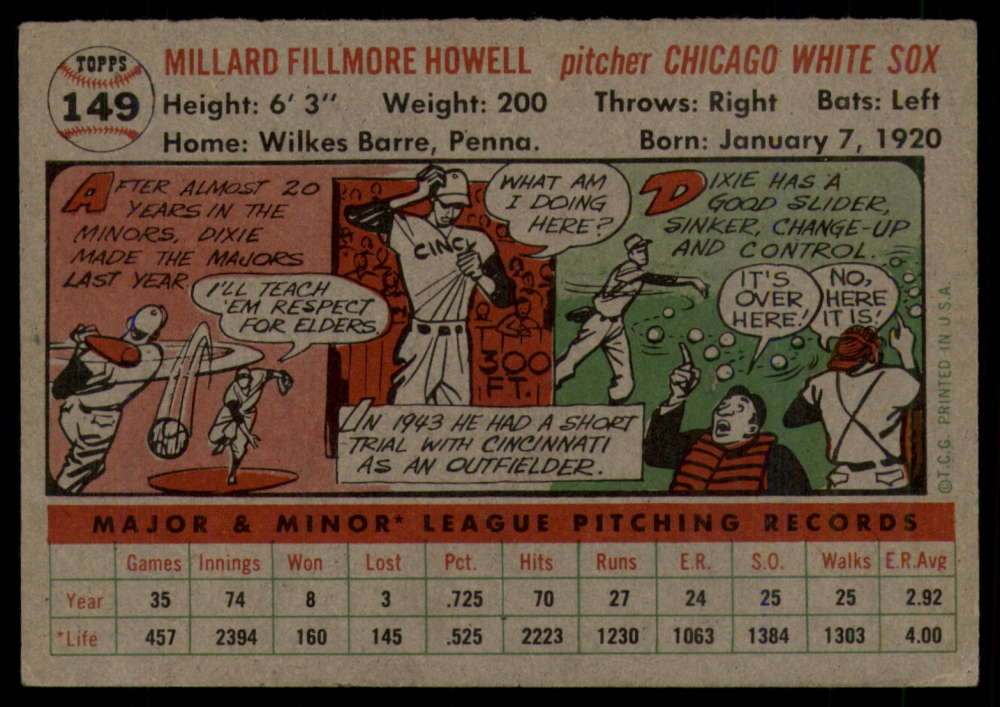 TOPPS
149
MILLARD FILLMORE HOWELL pitcher CHICAGO WHITE SOX
Height: 6' 3" Weight: 200 Throws: Right Bats: Left
Home: Wilkes Barre, Penna. Born: January 7, 1920
AFTER ALMOST 20
YEARS IN THE
MINORS, DIXIE
MADE THE MAJORS
LAST YEAR.
I'LL TEACH
'EM RESPECT
FOR ELDERS.
WHAT AM
I DOING
HERE?
CINCY
300
FT.
IN 1943 HE HAD A SHORT
TRIAL WITH CINCINNATI
AS AN OUTFIELDER.
DIXIE HAS A
GOOD SLIDER,
SINKER, CHANGE-UP
AND CONTROL.
IT'S
OVER
HERE!
NO,
HERE
IT IS!
©T.C.G. PRINTED IN U.S.A.
MAJOR & MINOR* LEAGUE PITCHING RECORDS
Games Innings Won Lost Pct. Hits Runs E.R. S.O. Walks E.R.Avg
Year 35 74 8 3 .725 70 27 24 25 25 2.92
*Life 457 2394 160 145 .525 2223 1230 1063 1384 1303 4.00